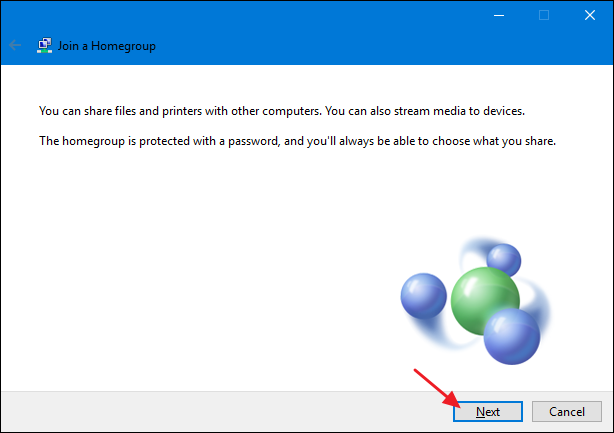 Join a Homegroup
You can share files and printers with other computers. You can also stream media to devices.
The homegroup is protected with a password, and you'll always be able to choose what you share.
Next
Cancel